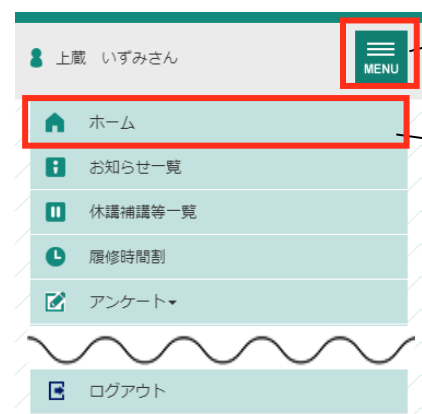 上蔵 いずみさん
MENU
ホーム
お知らせ一覧
休講補講等一覧
履修時間割
アンケート▾
ログアウト